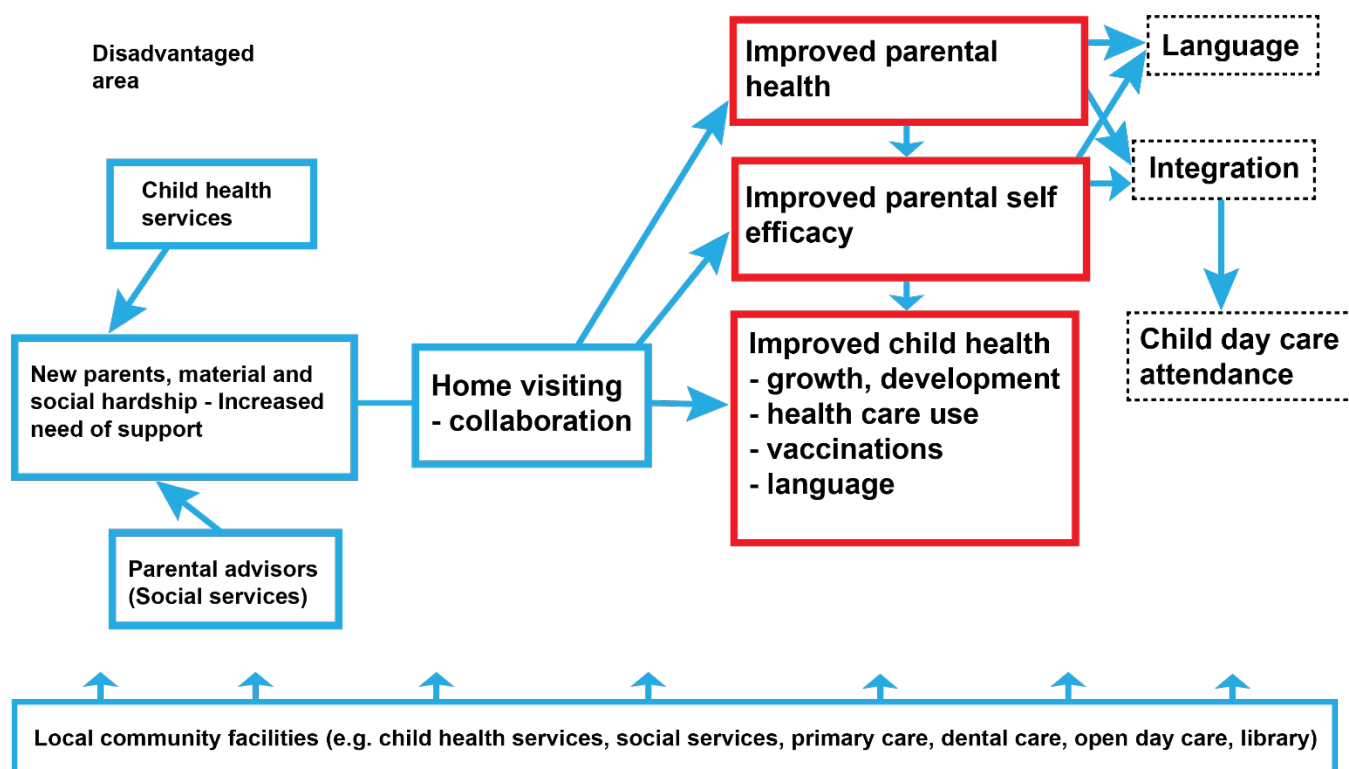 Disadvantaged
area
Child health
services
New parents, material and
social hardship - Increased
need of support
Parental advisors
(Social services)
Home visiting
- collaboration
Improved parental
health
Improved parental self
efficacy
Improved child health
- growth, development
- health care use
- vaccinations
- language
Language
Integration
Child day care
attendance
Local community facilities (e.g. child health services, social services, primary care, dental care, open day care, library)